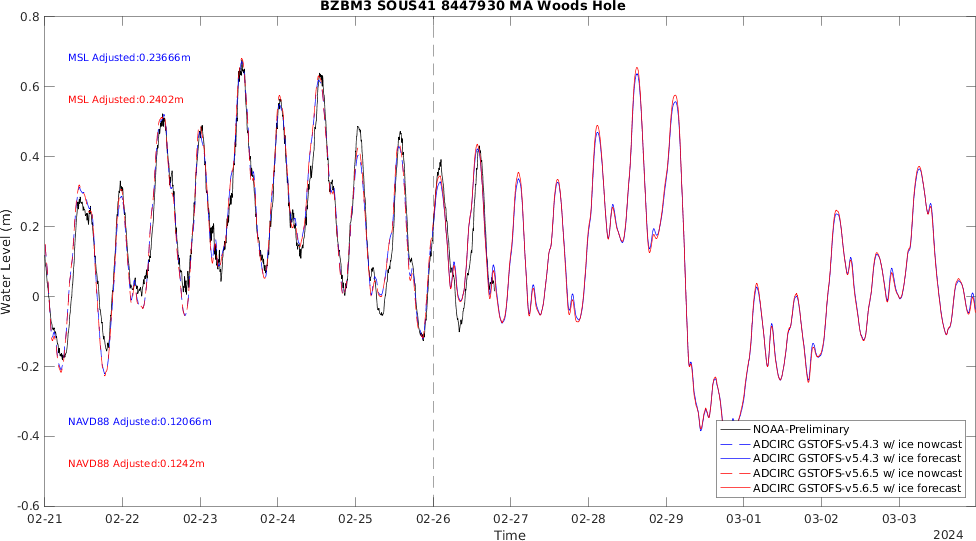 BZBM3 SOUS41 8447930 MA Woods Hole
0.8
0.6
0.4
0.2
0
-0.2
-0.4
-0.6
Water Level (m)
MSL Adjusted:0.23666m
MSL Adjusted:0.2402m
NAVD88 Adjusted:0.12066m
NAVD88 Adjusted:0.1242m
NOAA-Preliminary
ADCIRC GSTOFS-v5.4.3 w/ ice nowcast
ADCIRC GSTOFS-v5.4.3 w/ ice forecast
ADCIRC GSTOFS-v5.6.5 w/ ice nowcast
ADCIRC GSTOFS-v5.6.5 w/ ice forecast
02-21 02-22 02-23 02-24 02-25 02-26 02-27 02-28 02-29 03-01 03-02 03-03
Time
2024